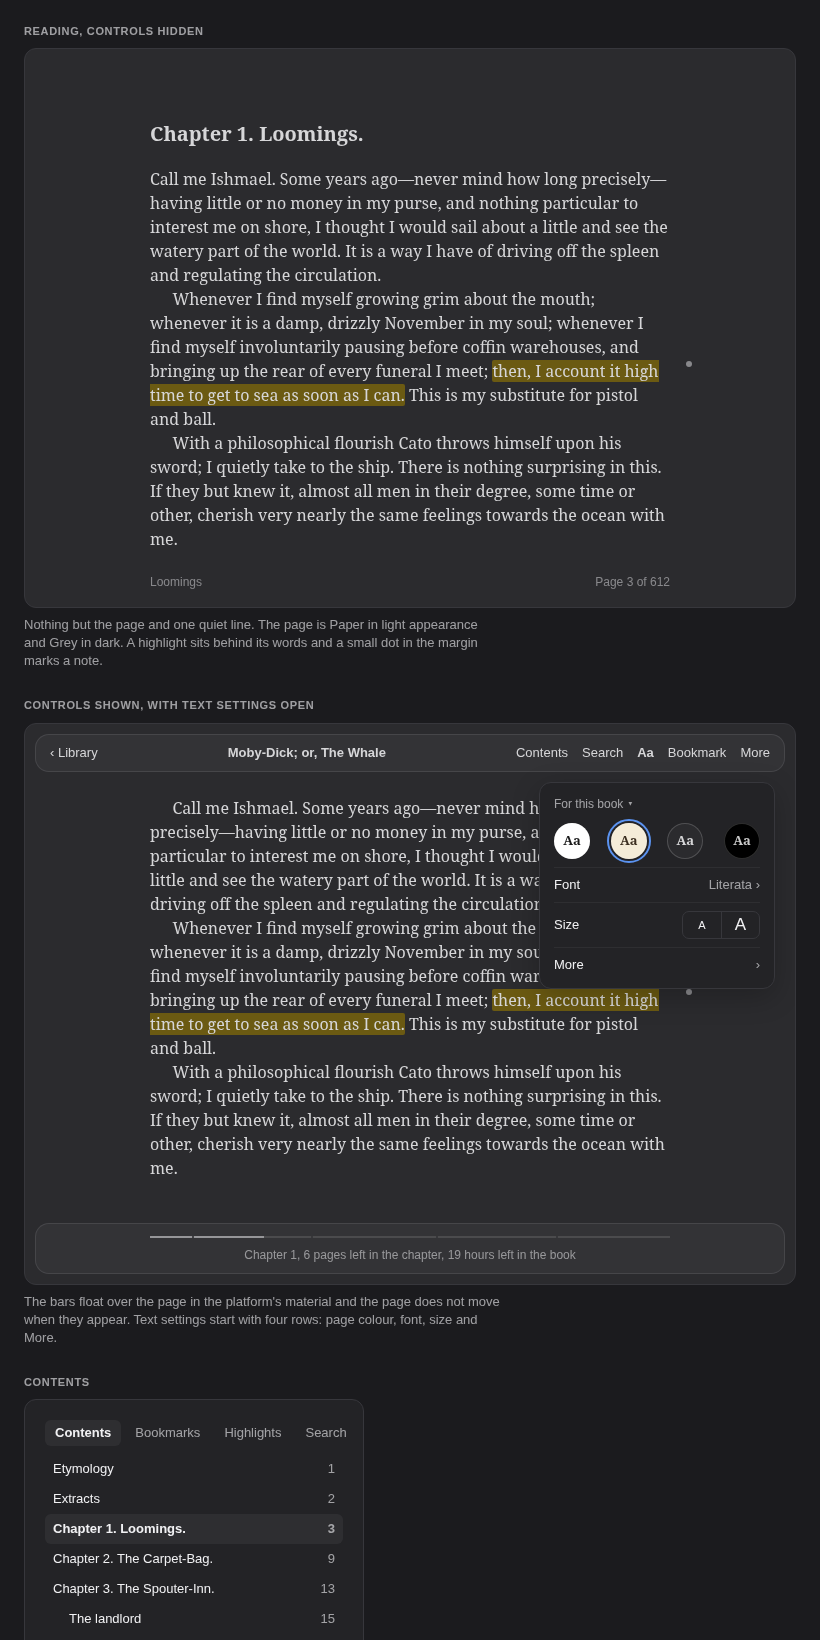 READING, CONTROLS HIDDEN
Chapter 1. Loomings.
Call me Ishmael. Some years ago—never mind how long precisely—
having little or no money in my purse, and nothing particular to
interest me on shore, I thought I would sail about a little and see the
watery part of the world. It is a way I have of driving off the spleen
and regulating the circulation.
Whenever I find myself growing grim about the mouth;
whenever it is a damp, drizzly November in my soul; whenever I
find myself involuntarily pausing before coffin warehouses, and
bringing up the rear of every funeral I meet; then, I account it high
time to get to sea as soon as I can. This is my substitute for pistol
and ball.
With a philosophical flourish Cato throws himself upon his
sword; I quietly take to the ship. There is nothing surprising in this.
If they but knew it, almost all men in their degree, some time or
other, cherish very nearly the same feelings towards the ocean with
me.
Loomings Page 3 of 612
Nothing but the page and one quiet line. The page is Paper in light appearance
and Grey in dark. A highlight sits behind its words and a small dot in the margin
marks a note.
CONTROLS SHOWN, WITH TEXT SETTINGS OPEN
‹ Library Moby-Dick; or, The Whale Contents Search Aa Bookmark More
Call me Ishmael. Some years ago—never mind h
precisely—having little or no money in my purse, a
particular to interest me on shore, I thought I woul
little and see the watery part of the world. It is a wa
driving off the spleen and regulating the circulation
Whenever I find myself growing grim about the
whenever it is a damp, drizzly November in my sou
find myself involuntarily pausing before coffin war
bringing up the rear of every funeral I meet; then, I account it high
time to get to sea as soon as I can. This is my substitute for pistol
and ball.
With a philosophical flourish Cato throws himself upon his
sword; I quietly take to the ship. There is nothing surprising in this.
If they but knew it, almost all men in their degree, some time or
other, cherish very nearly the same feelings towards the ocean with
me.
For this book ▾
Aa Aa Aa Aa
Font Literata ›
Size A A
More ›
Chapter 1, 6 pages left in the chapter, 19 hours left in the book
The bars float over the page in the platform's material and the page does not move
when they appear. Text settings start with four rows: page colour, font, size and
More.
CONTENTS
Contents Bookmarks Highlights Search
Etymology 1
Extracts 2
Chapter 1. Loomings. 3
Chapter 2. The Carpet-Bag. 9
Chapter 3. The Spouter-Inn. 13
The landlord 15